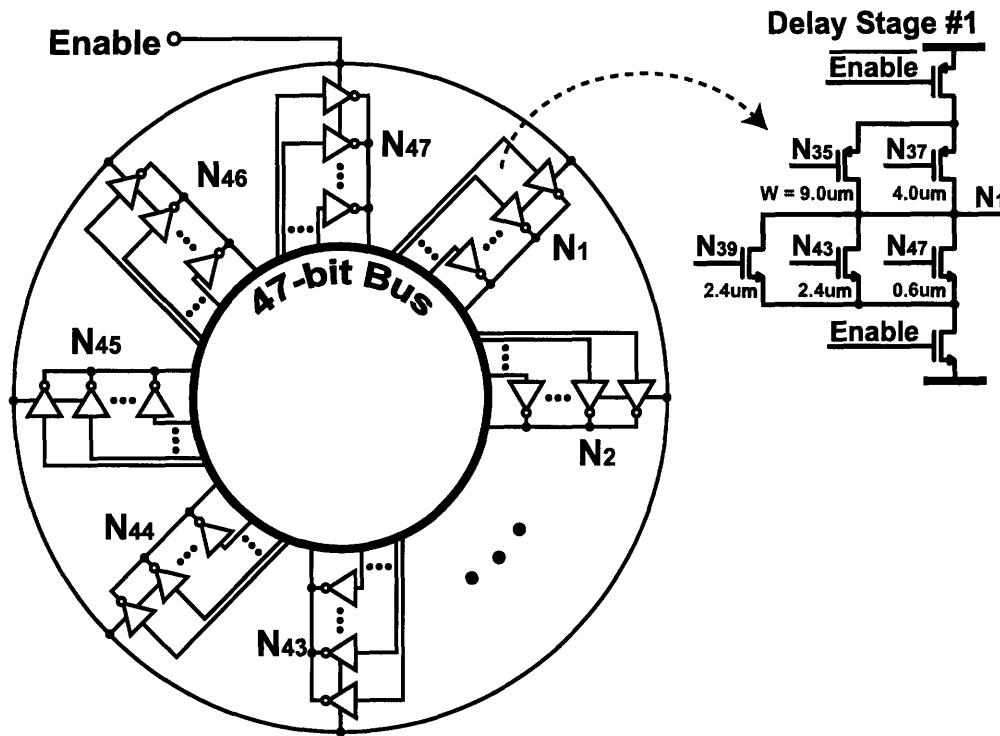 Delay Stage #1
Enable
Enable
N35
N37
W = 9.0um
4.0um
N1
N39
N43
N47
2.4um
2.4um
0.6um
Enable
N47
N46
N1
47-bit Bus
N45
N2
N44
N43